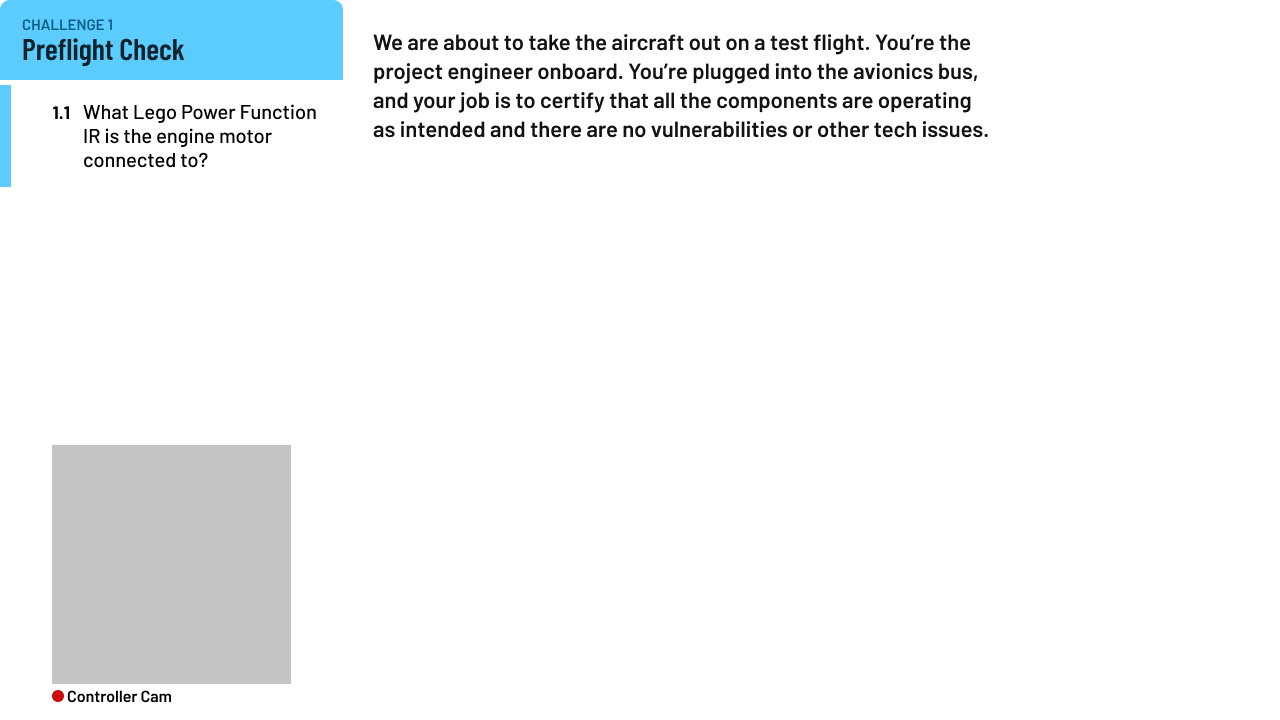 CHALLENGE 1
Preflight Check
1.1 What Lego Power Function
IR is the engine motor
connected to?
We are about to take the aircraft out on a test flight. You’re the
project engineer onboard. You’re plugged into the avionics bus,
and your job is to certify that all the components are operating
as intended and there are no vulnerabilities or other tech issues.
Controller Cam